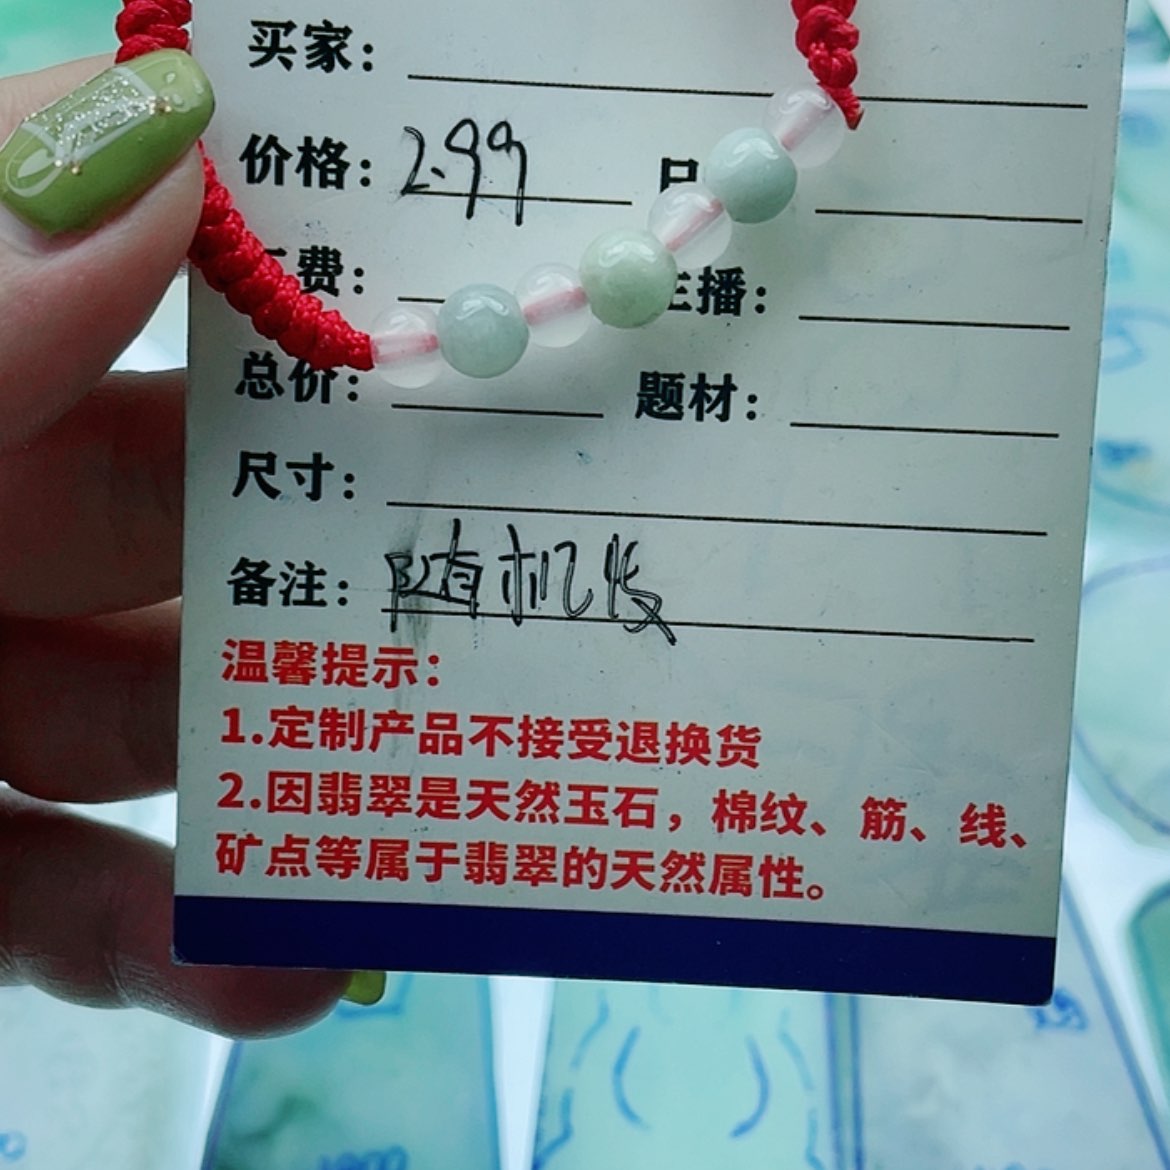 买家：
价格：2.99
费：
主播：
总价：
题材：
尺寸：
备注：随机发
温馨提示：
1.定制产品不接受退换货
2.因翡翠是天然玉石，棉纹、筋、线、
矿点等属于翡翠的天然属性。